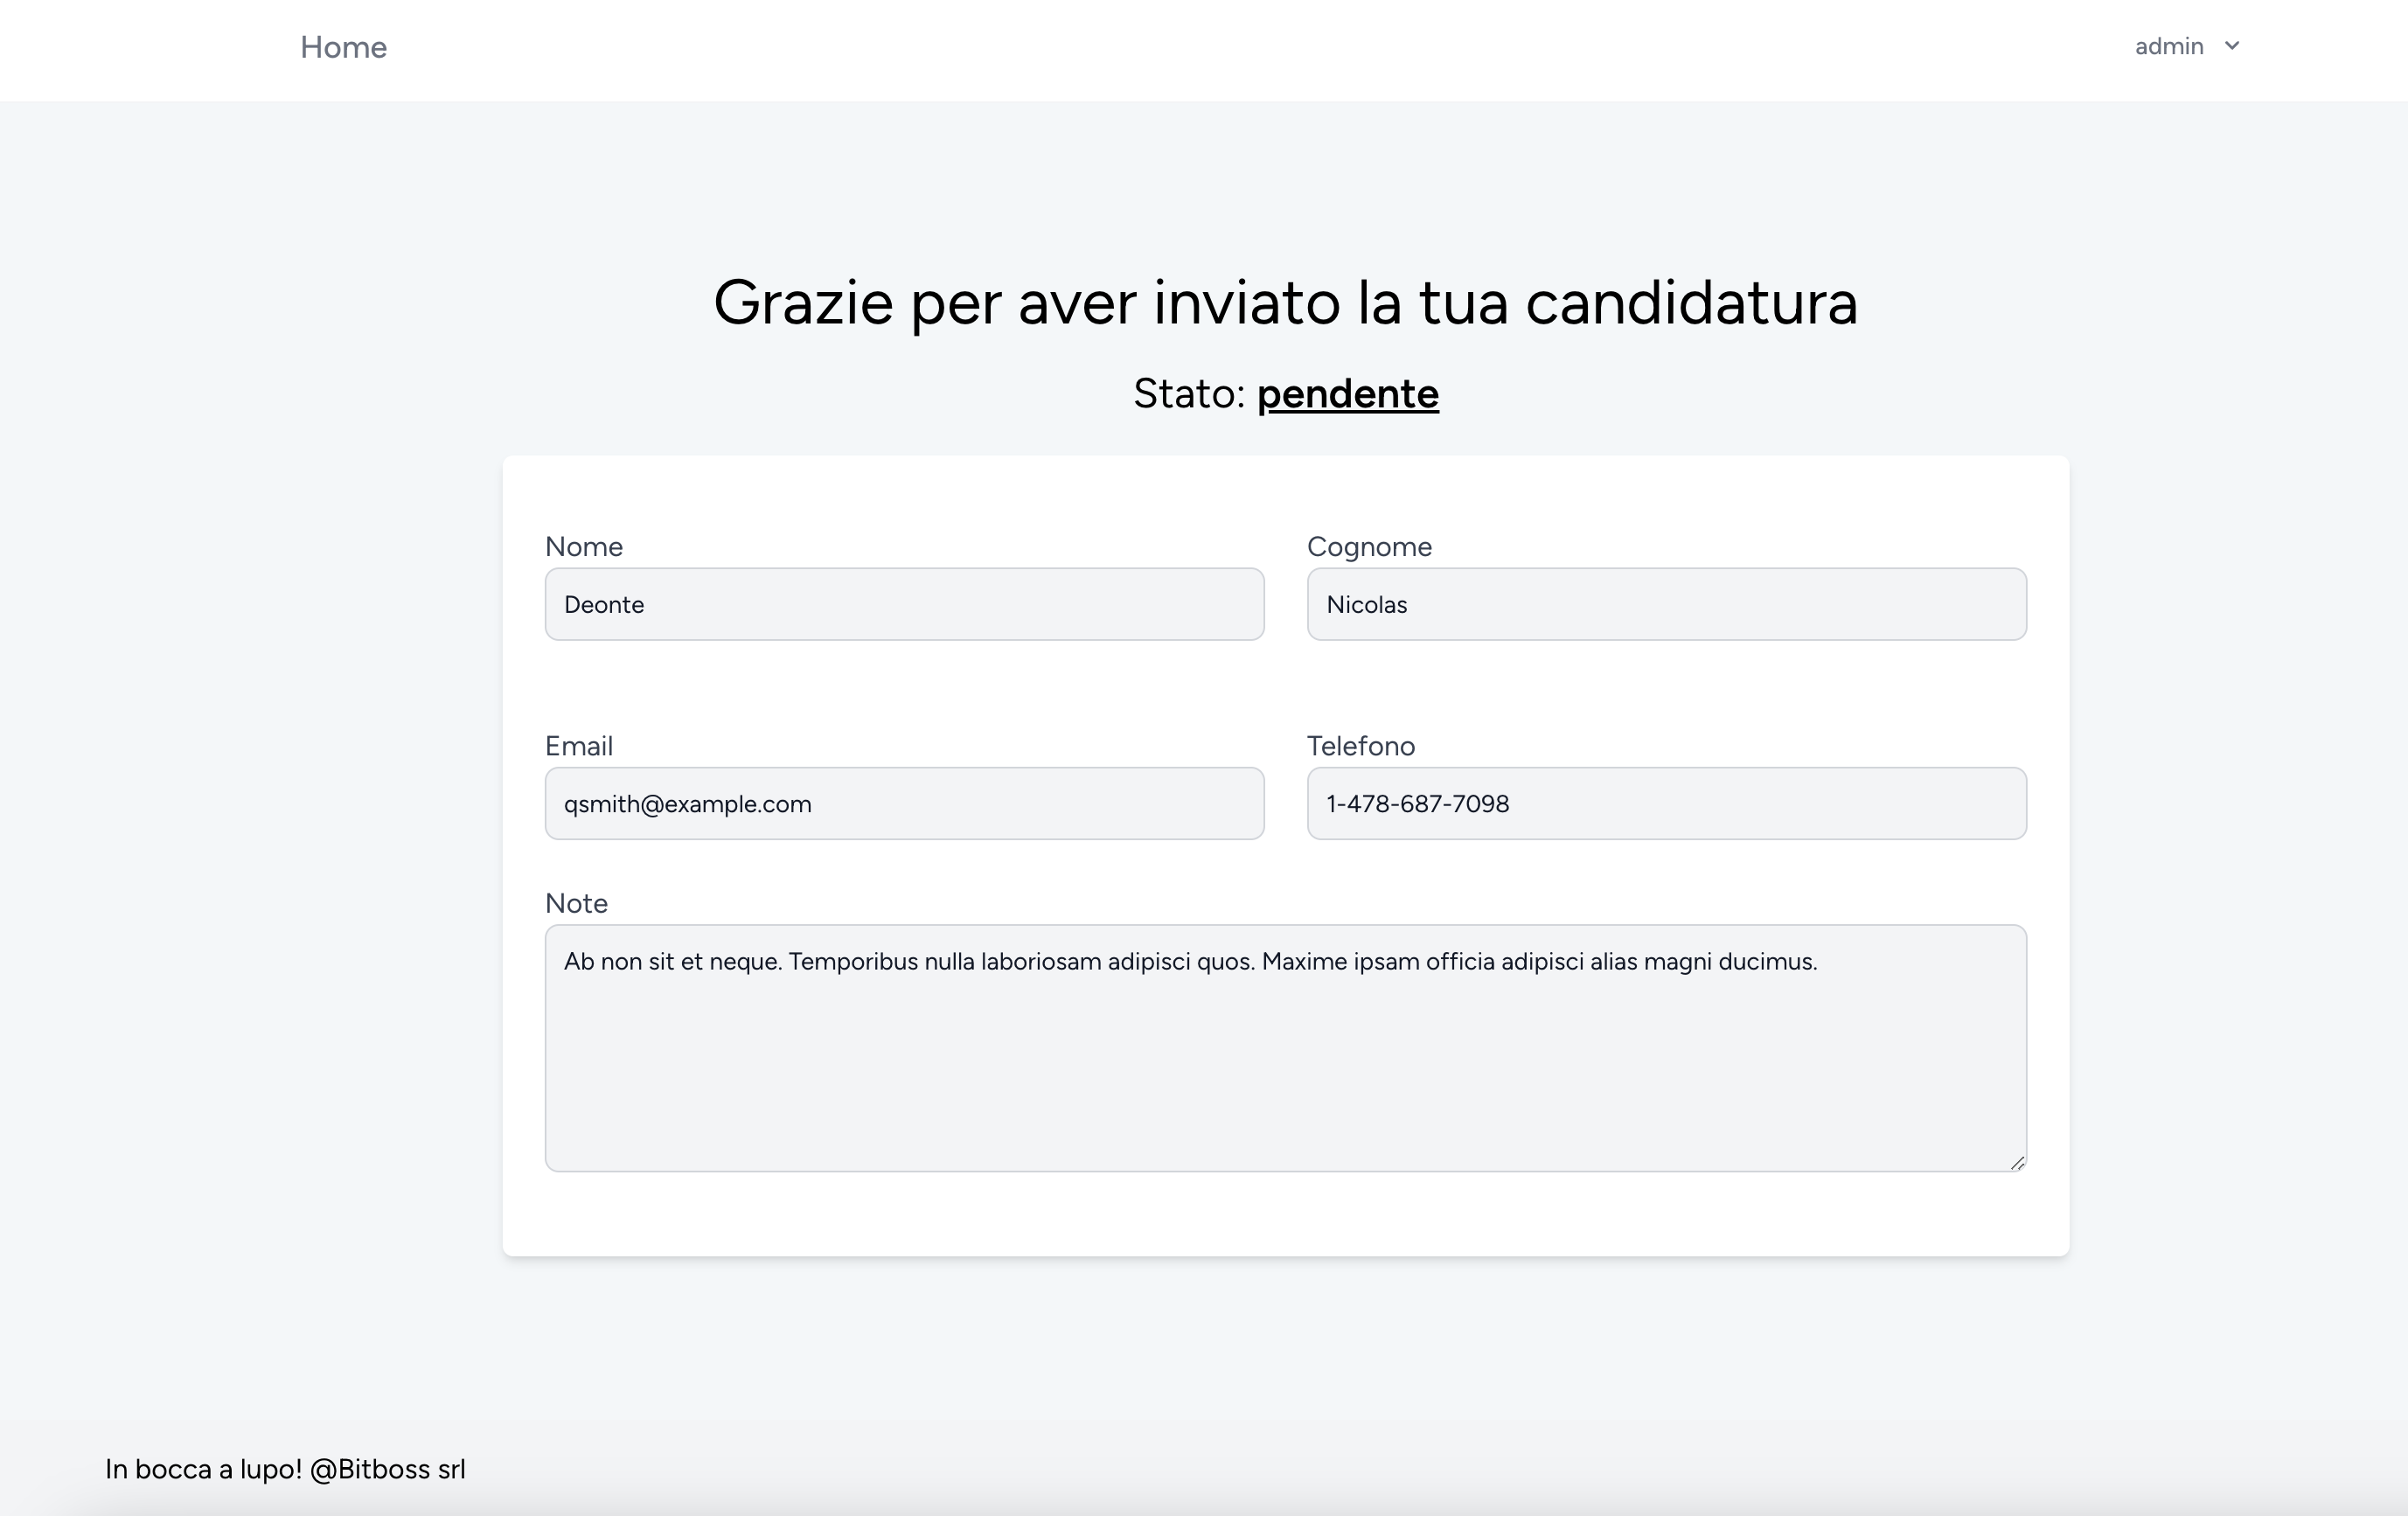 Home
admin
Grazie per aver inviato la tua candidatura
Stato: pendente
Nome
Cognome
Deonte
Nicolas
Email
Telefono
qsmith@example.com
1-478-687-7098
Note
Ab non sit et neque. Temporibus nulla laboriosam adipisci quos. Maxime ipsam officia adipisci alias magni ducimus.
In bocca a lupo! @Bitboss srl